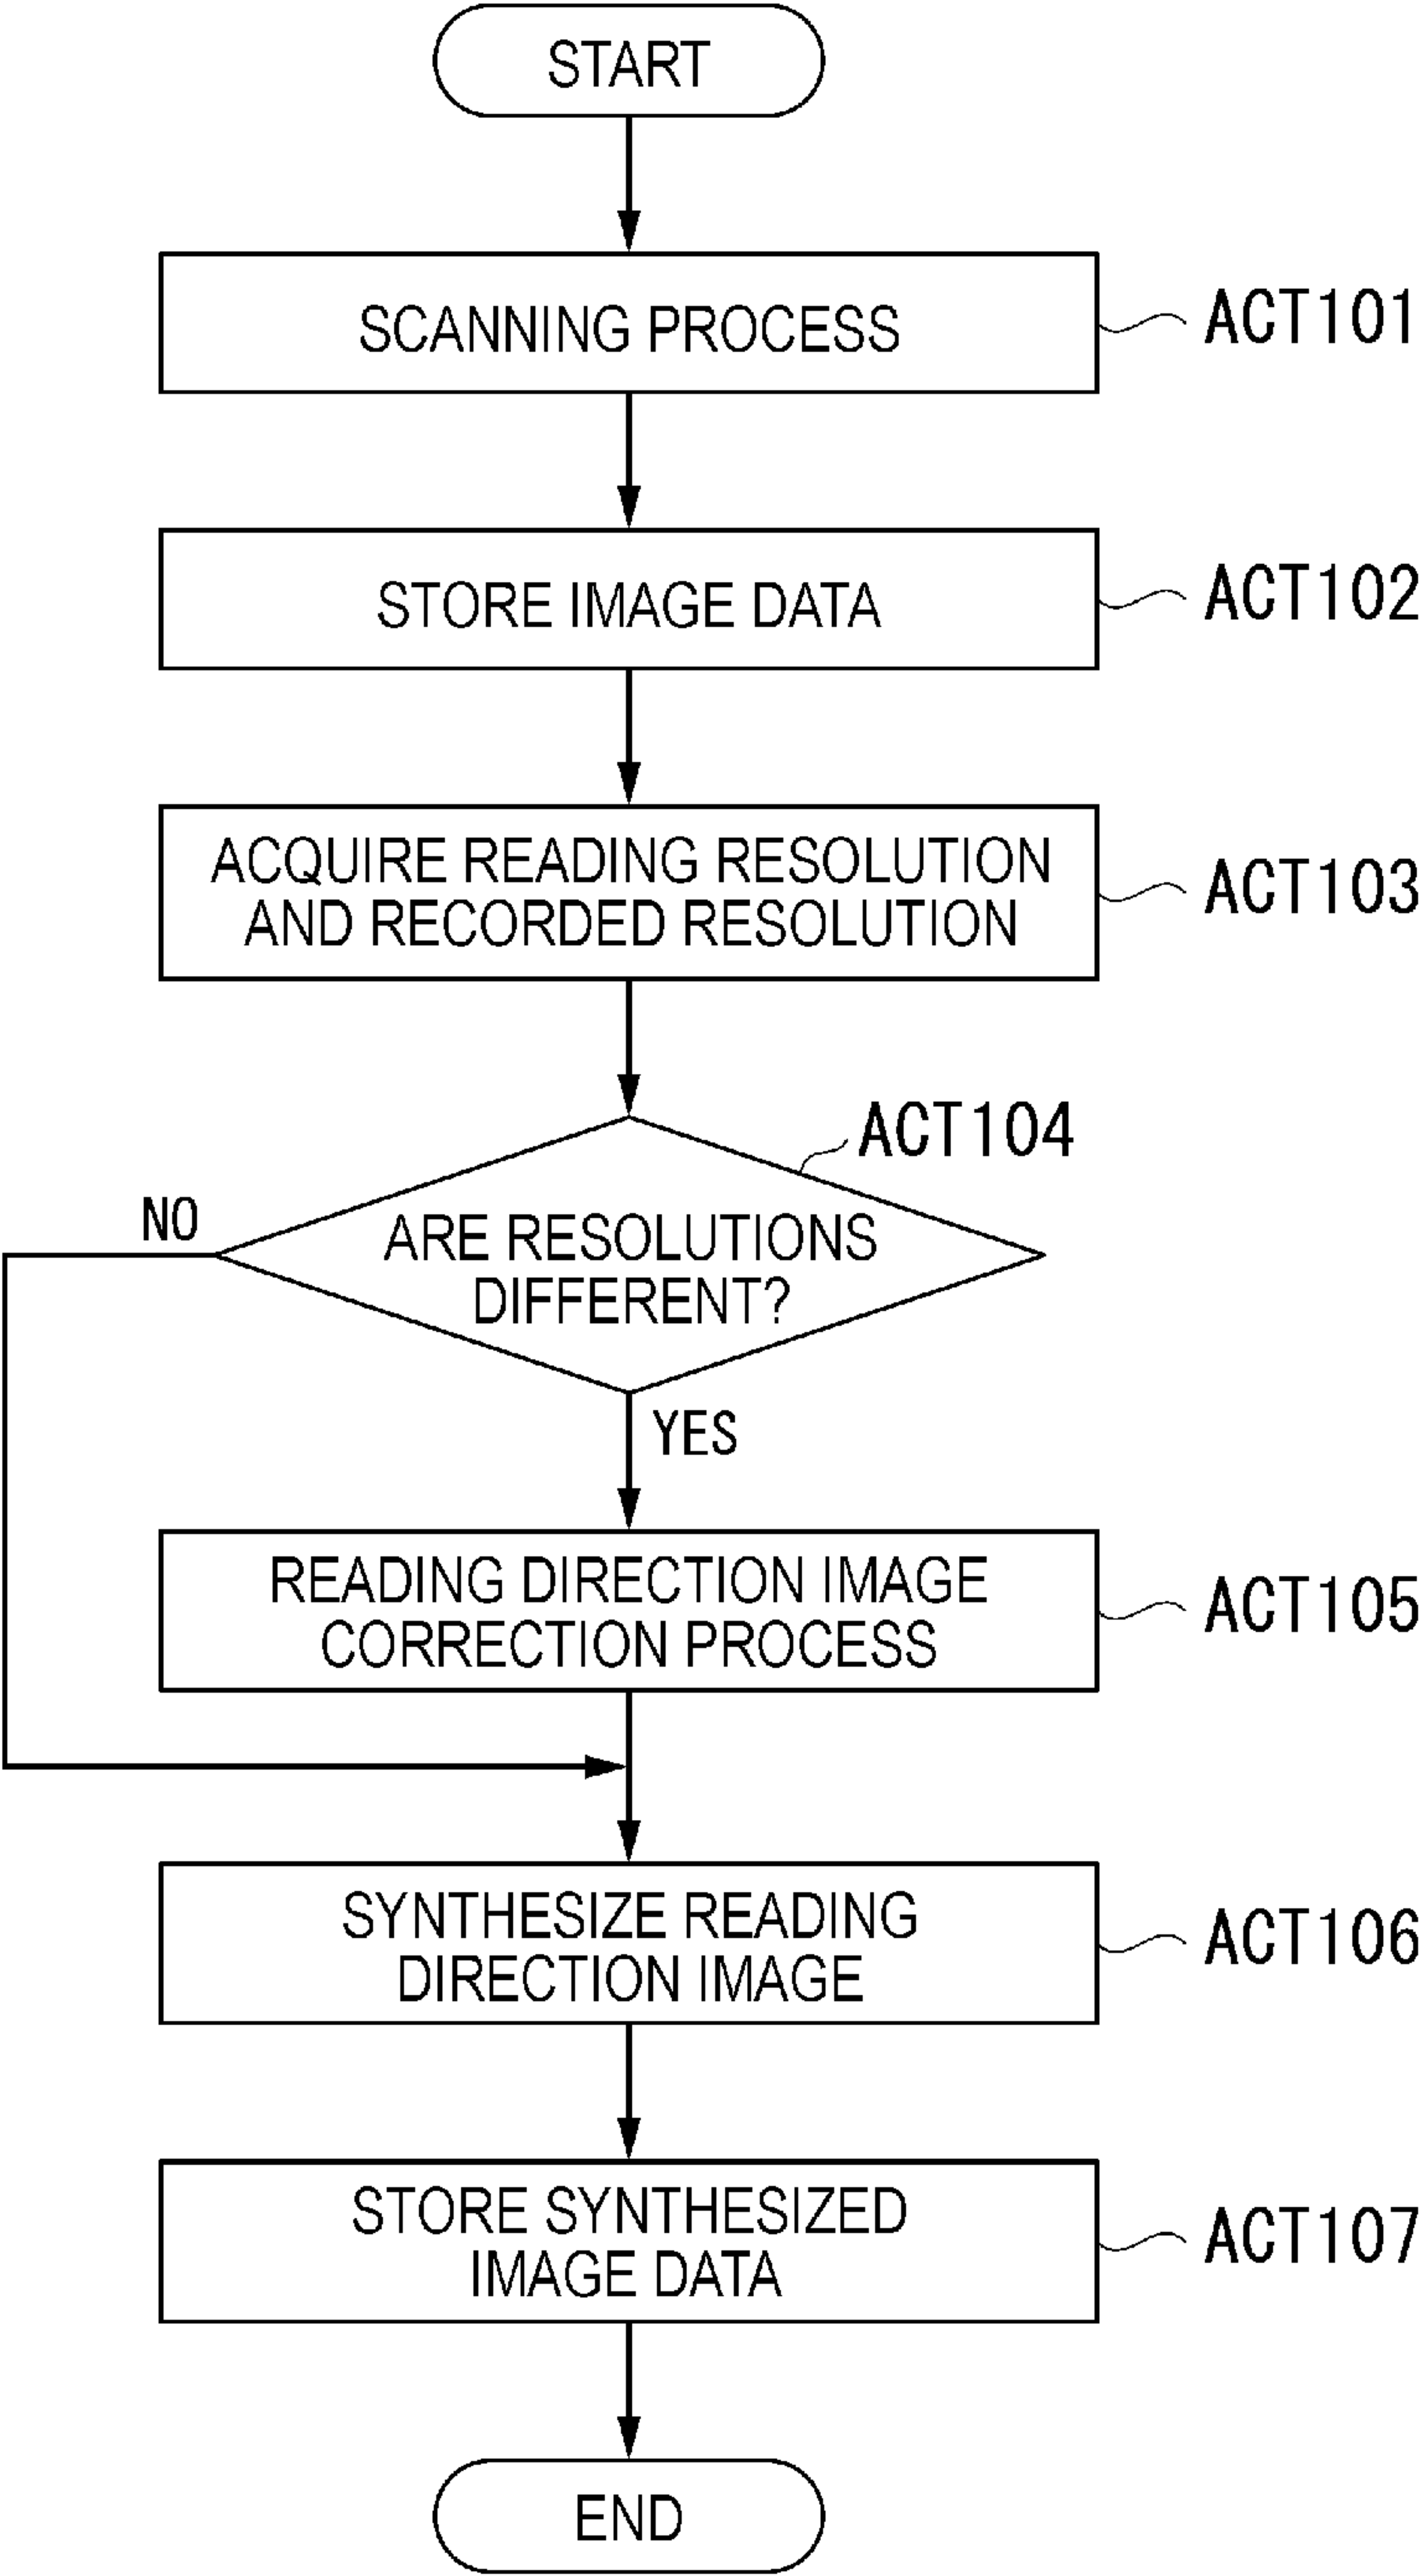 START
SCANNING PROCESS
ACT101
STORE IMAGE DATA
ACT102
ACQUIRE READING RESOLUTION
AND RECORDED RESOLUTION
ACT103
ACT104
NO
ARE RESOLUTIONS
DIFFERENT?
YES
READING DIRECTION IMAGE
CORRECTION PROCESS
ACT105
SYNTHESIZE READING
DIRECTION IMAGE
ACT106
STORE SYNTHESIZED
IMAGE DATA
ACT107
END